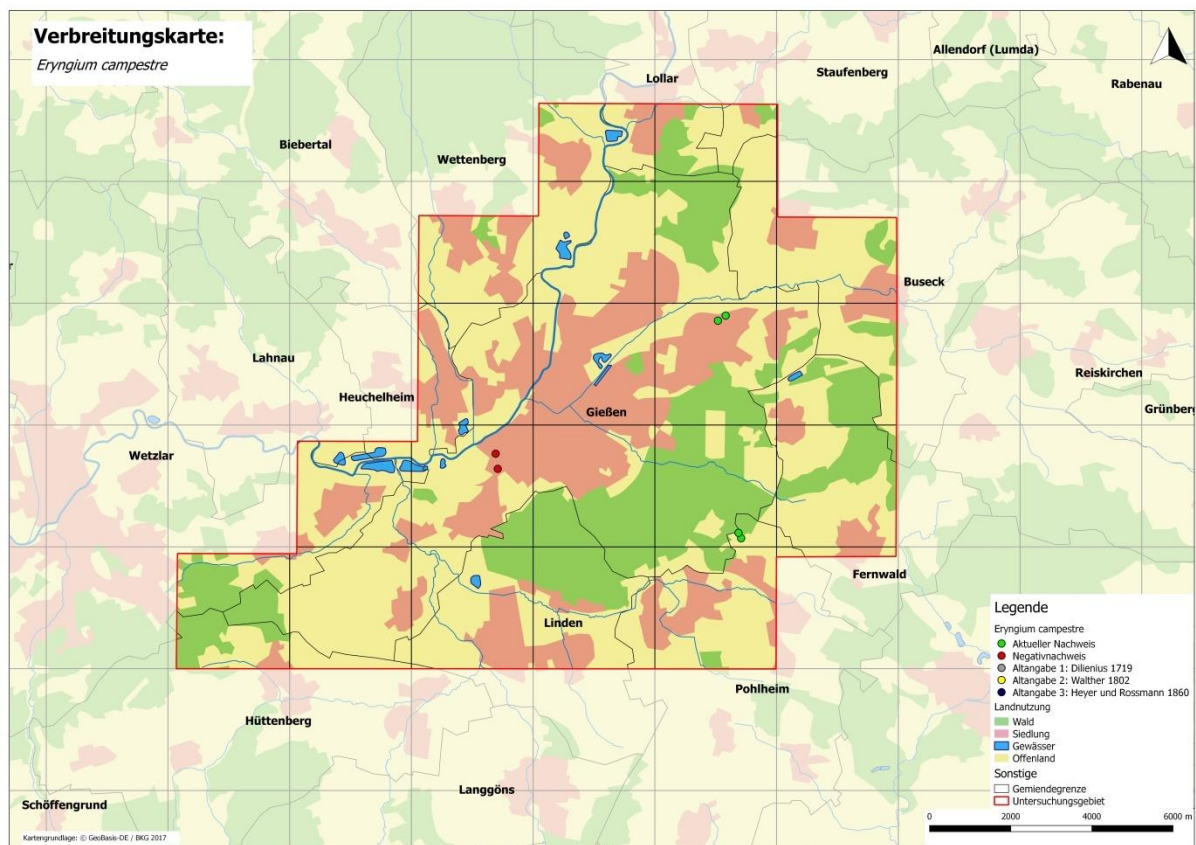 Verbreitungskarte:
Eryngium campestre
Allendorf (Lumda)
Staufenberg
Lollar
Rabenau
Biebertal
Wettenberg
Buseck
Lahnau
Reiskirchen
Heuchelheim
Grünberg
Gießen
Wetzlar
Fernwald
Linden
Pohlheim
Hüttenberg
Langgöns
Schöffengrund
Legende
Eryngium campestre
Aktueller Nachweis
Negativnachweis
Altangabe 1: Dillenius 1719
Altangabe 2: Walther 1802
Altangabe 3: Heyer und Rossmann 1860
Landnutzung
Wald
Siedlung
Gewässer
Offenland
Sonstige
Gemiendegrenze
Untersuchungsgebiet
0 2000 4000 6000 m
Kartengrundlage: © GeoBasis-DE / BKG 2017